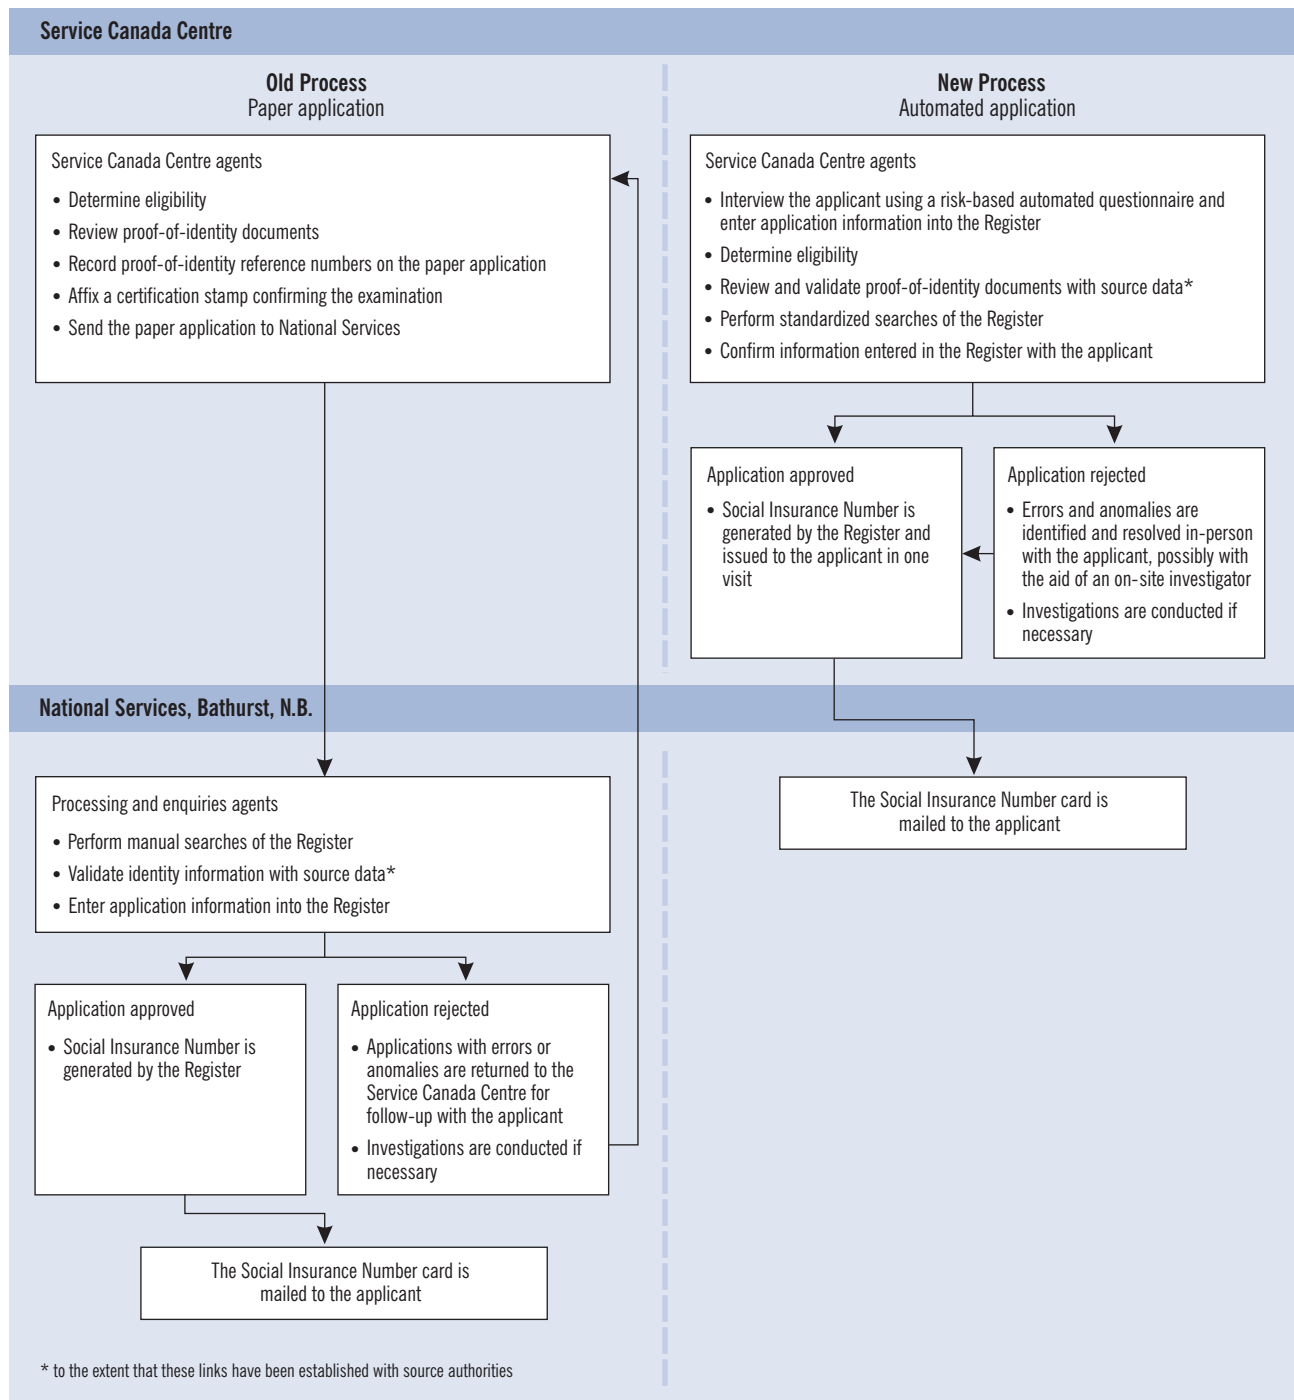 Service Canada Centre
Old Process
Paper application
Service Canada Centre agents
• Determine eligibility
• Review proof-of-identity documents
• Record proof-of-identity reference numbers on the paper application
• Affix a certification stamp confirming the examination
• Send the paper application to National Services
New Process
Automated application
Service Canada Centre agents
• Interview the applicant using a risk-based automated questionnaire and
enter application information into the Register
• Determine eligibility
• Review and validate proof-of-identity documents with source data*
• Perform standardized searches of the Register
• Confirm information entered in the Register with the applicant
Application approved
• Social Insurance Number is
generated by the Register and
issued to the applicant in one
visit
Application rejected
• Errors and anomalies are
identified and resolved in-person
with the applicant, possibly with
the aid of an on-site investigator
• Investigations are conducted if
necessary
National Services, Bathurst, N.B.
Processing and enquiries agents
• Perform manual searches of the Register
• Validate identity information with source data*
• Enter application information into the Register
Application approved
• Social Insurance Number is
generated by the Register
Application rejected
• Applications with errors or
anomalies are returned to the
Service Canada Centre for
follow-up with the applicant
• Investigations are conducted if
necessary
The Social Insurance Number card is
mailed to the applicant
The Social Insurance Number card is
mailed to the applicant
* to the extent that these links have been established with source authorities